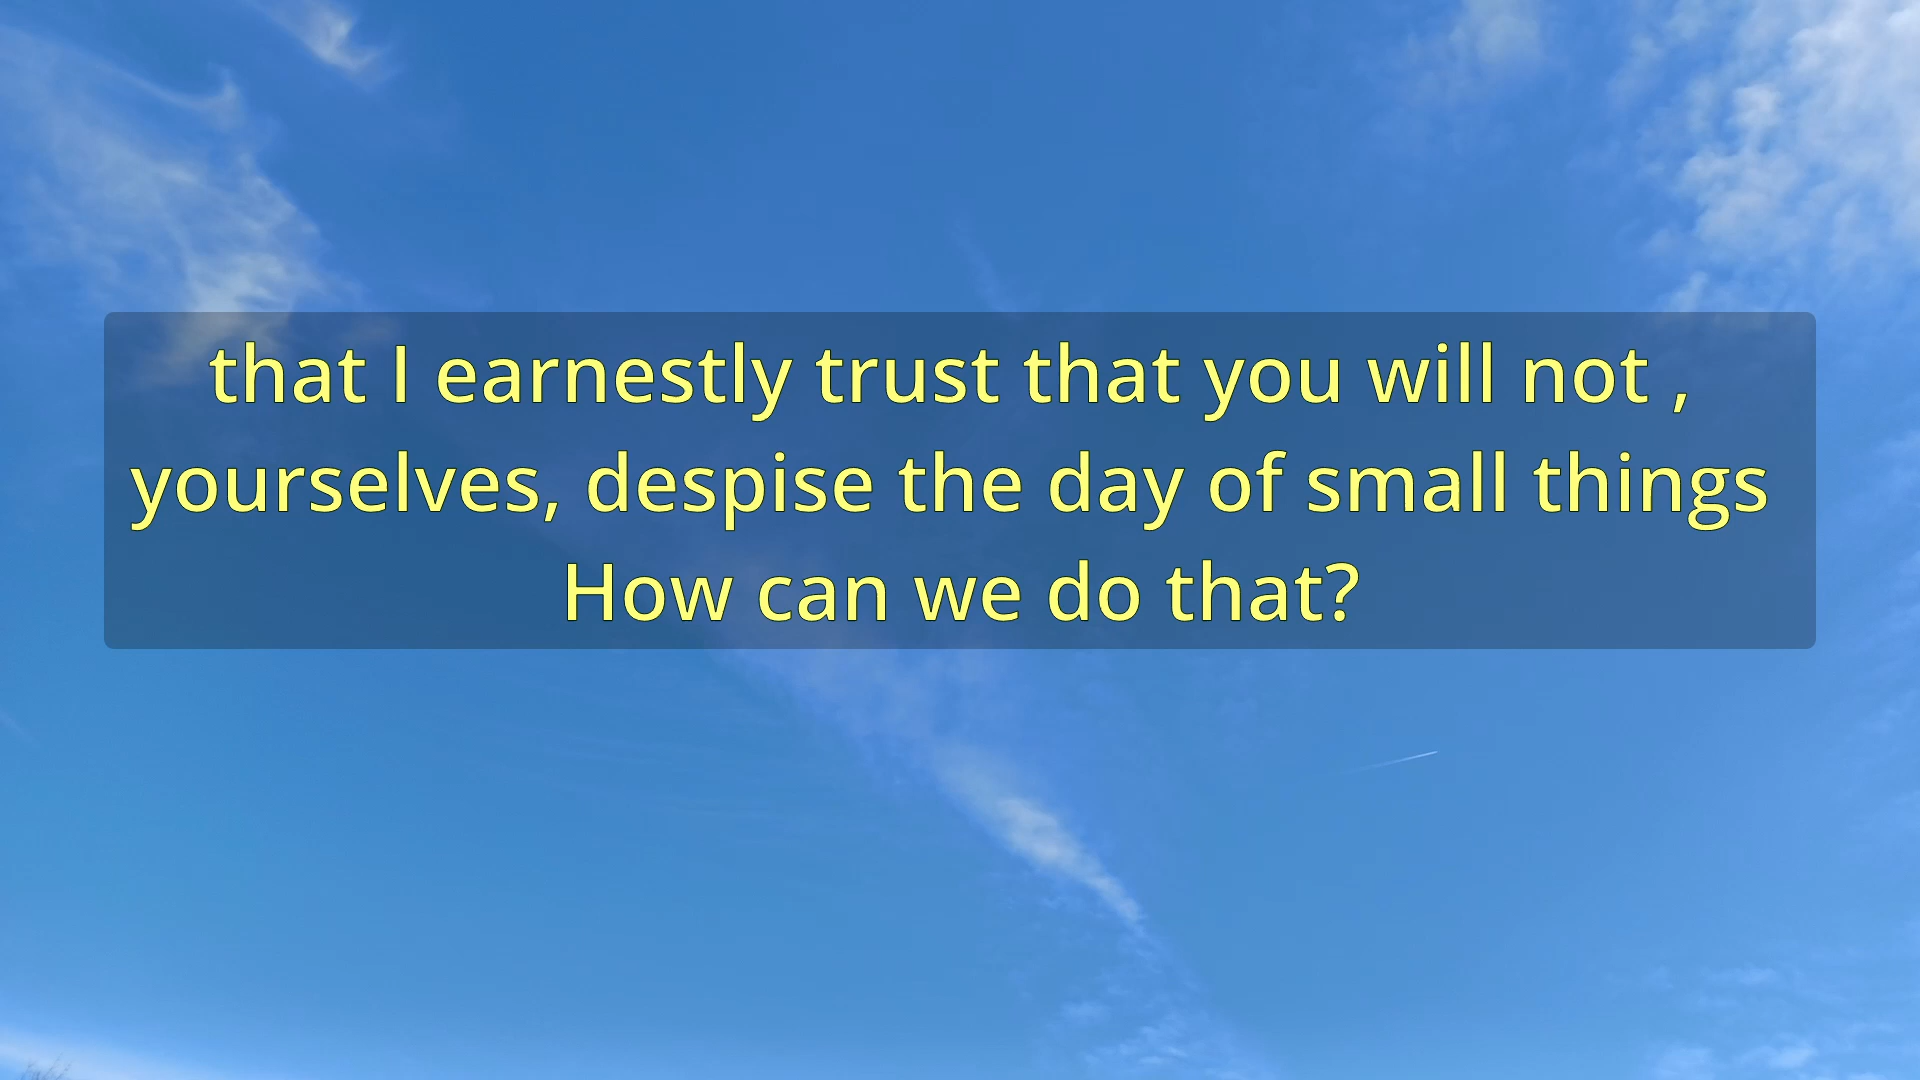 that I earnestly trust that you will not ,
yourselves, despise the day of small things
How can we do that?